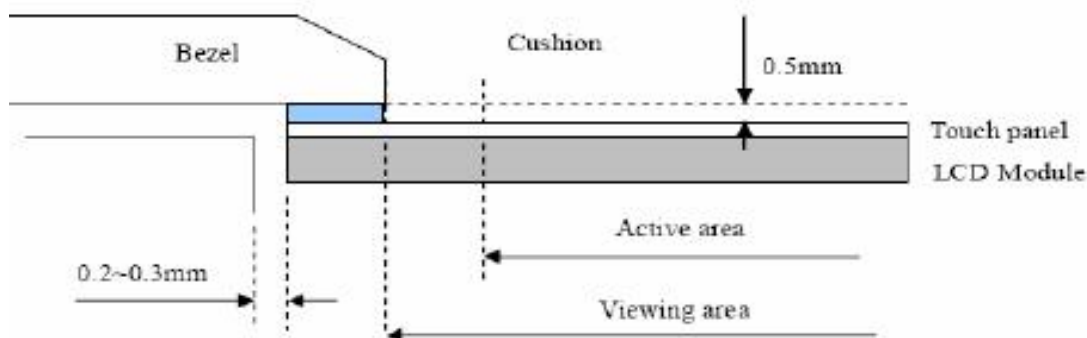 Cushion
Bezel
0.5mm
Touch panel
LCD Module
Active area
0.2~0.3mm
Viewing area